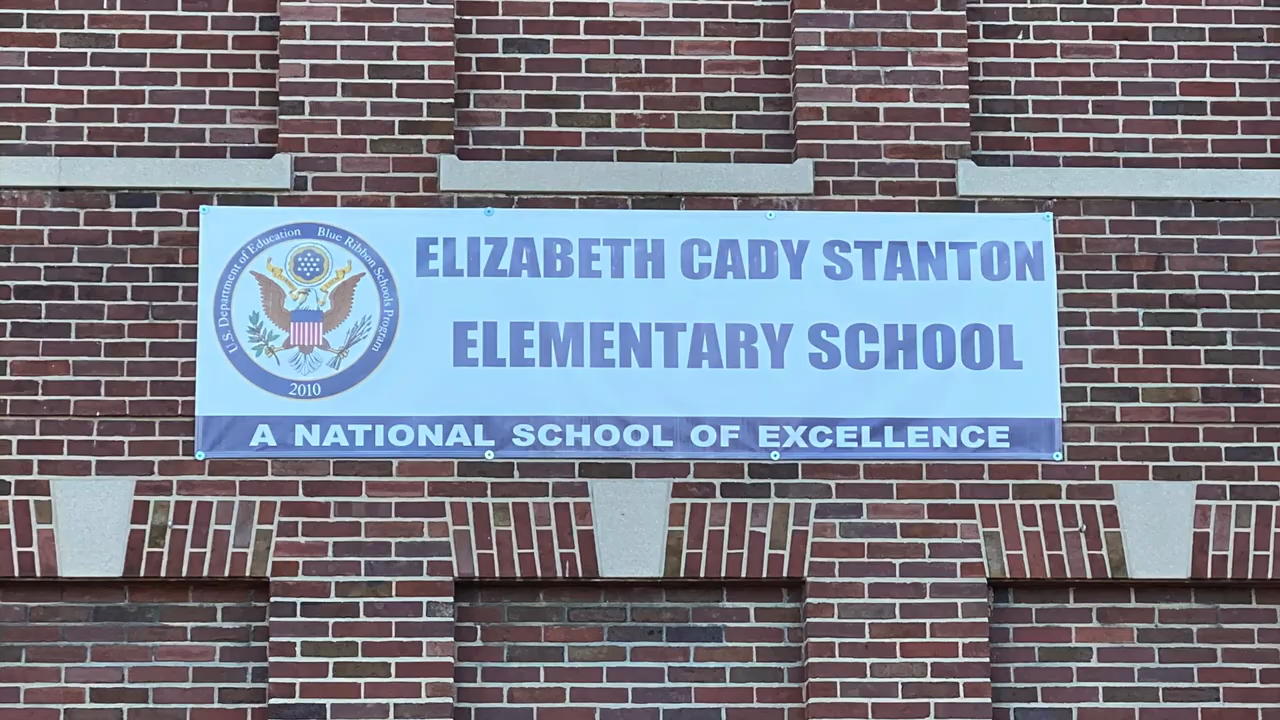 U.S. Department of Education Blue Ribbon Schools Program
2010
ELIZABETH CADY STANTON
ELEMENTARY SCHOOL
A NATIONAL SCHOOL OF EXCELLENCE